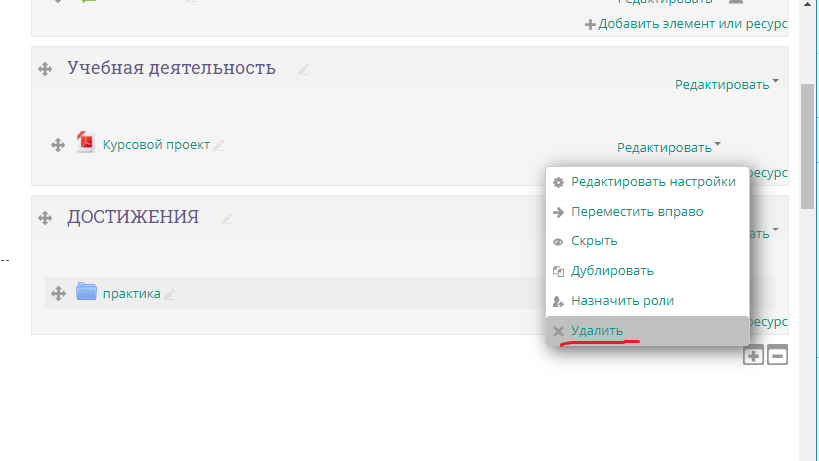 Редактировать
Добавить элемент или ресурс
Учебная деятельность
Редактировать
Курсовой проект
Редактировать
ресурс
Редактировать настройки
Переместить вправо
Скрыть
Дублировать
Назначить роли
Удалить
ДОСТИЖЕНИЯ
ать
практика
ресурс